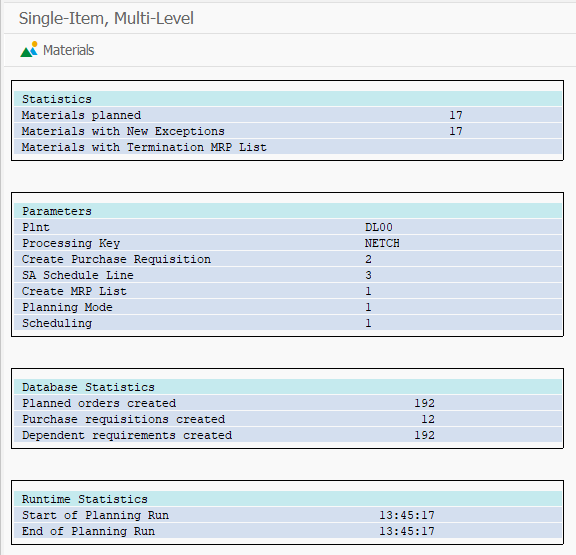 Single-Item, Multi-Level
Materials
Statistics
Materials planned 17
Materials with New Exceptions 17
Materials with Termination MRP List
Parameters
Plnt DL00
Processing Key NETCH
Create Purchase Requisition 2
SA Schedule Line 3
Create MRP List 1
Planning Mode 1
Scheduling 1
Database Statistics
Planned orders created 192
Purchase requisitions created 12
Dependent requirements created 192
Runtime Statistics
Start of Planning Run 13:45:17
End of Planning Run 13:45:17